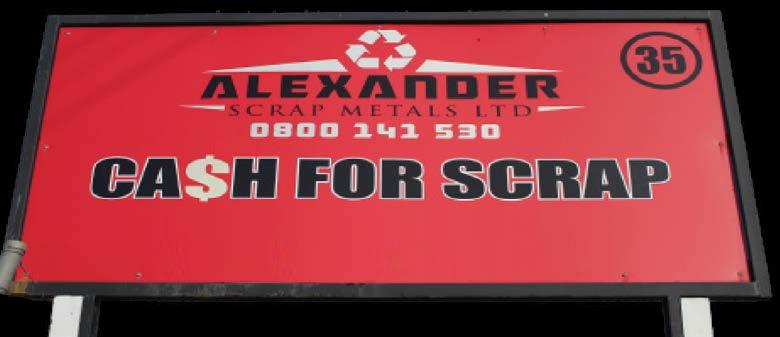 35
ALEXANDER
SCRAP METALS LTD
0800 141 530
CA$H FOR SCRAP